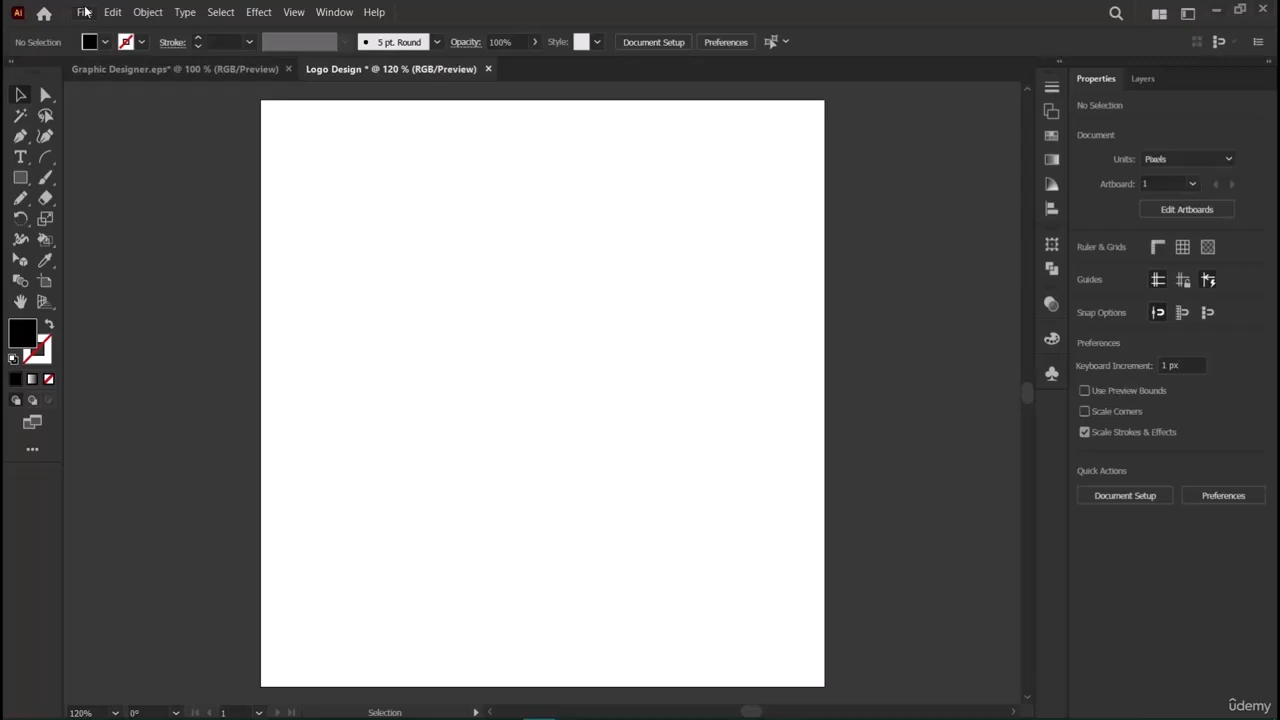 Ai File Edit Object Type Select Effect View Window Help
No Selection Stroke: 5 pt. Round Opacity: 100% Style: Document Setup Preferences
Graphic Designer.eps* @ 100 % (RGB/Preview) × Logo Design * @ 120 % (RGB/Preview) ×
Properties Layers
No Selection
Document
Units: Pixels
Artboard: 1
Edit Artboards
Ruler & Grids
Guides
Snap Options
Preferences
Keyboard Increment: 1 px
Use Preview Bounds
Scale Corners
Scale Strokes & Effects
Quick Actions
Document Setup Preferences
120% 0° 1 Selection
ûdemy